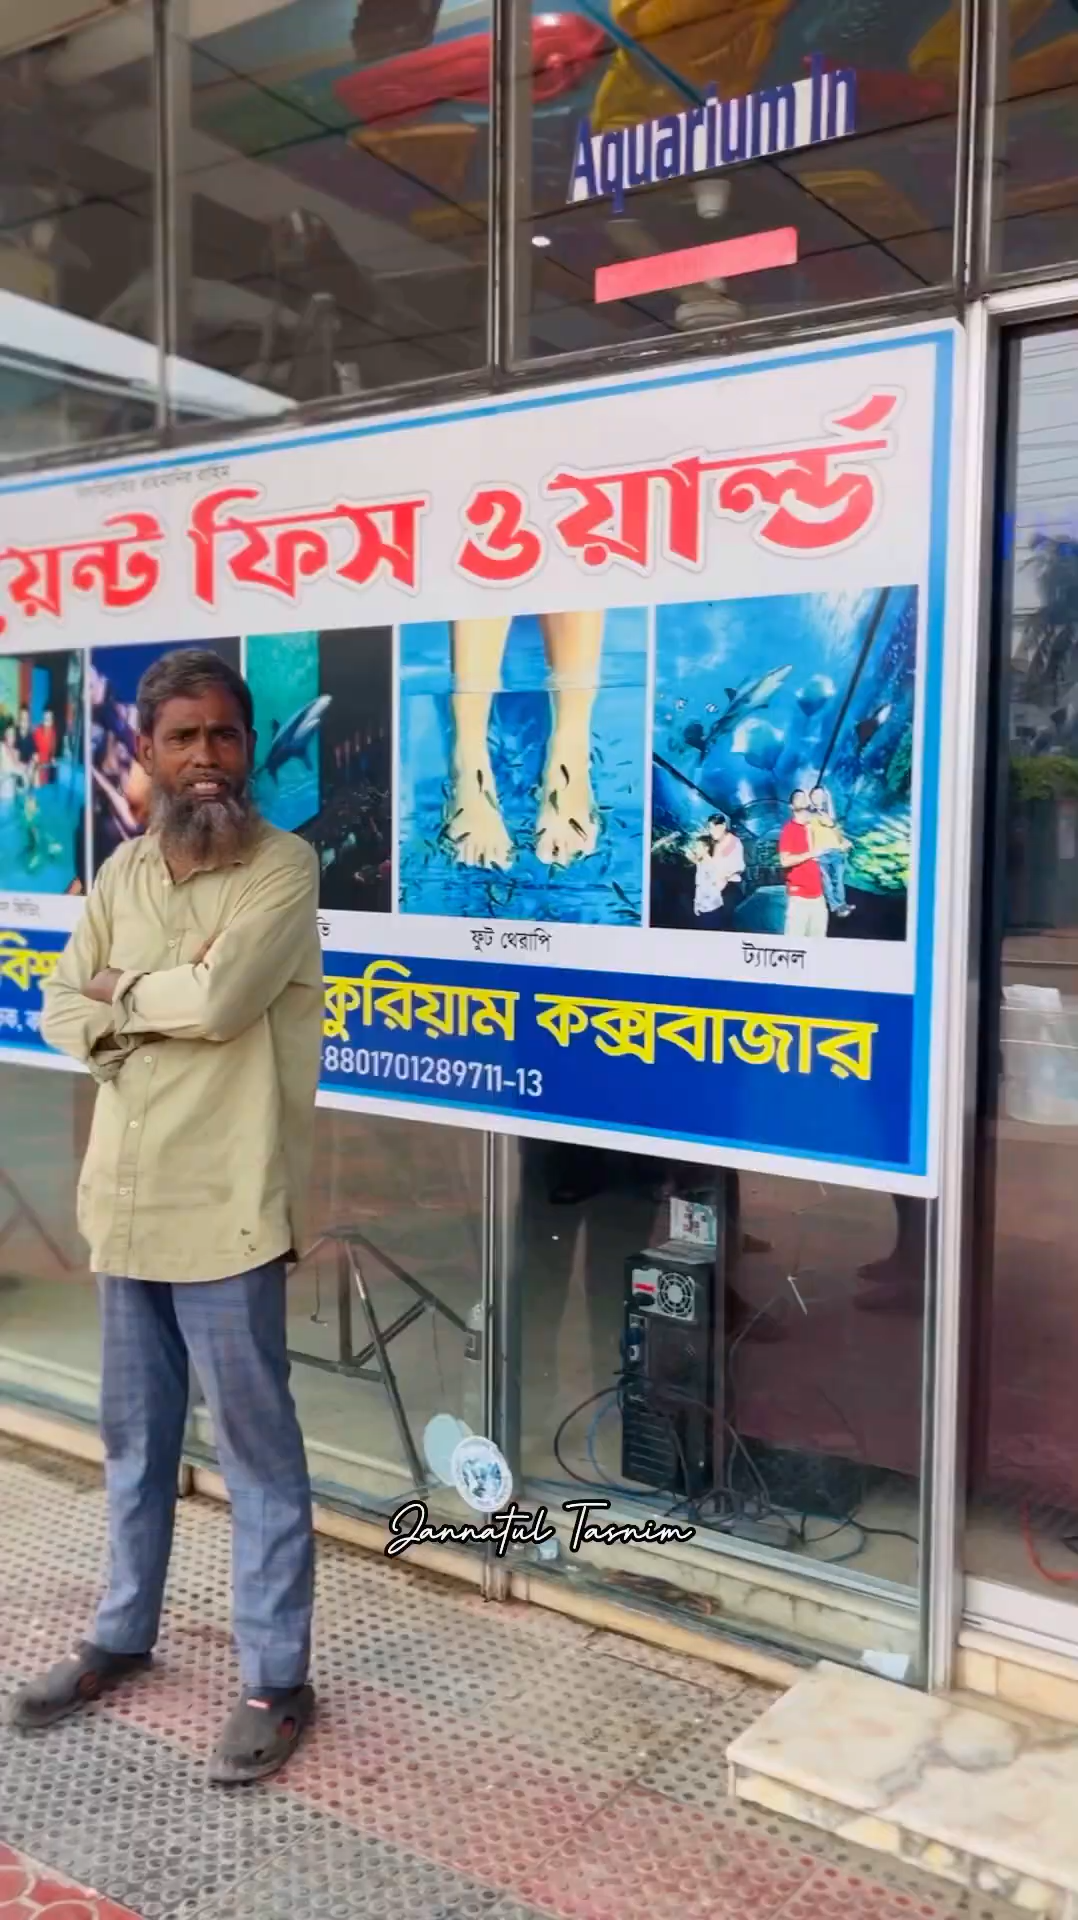 Aquarium In
য়েন্ট ফিস ওয়ার্ল্ড
ভি
ফুট থেরাপি
ট্যানেল
বিশ্ব
কুরিয়াম কক্সবাজার
8801701289711-13
Jannatul Tasnim